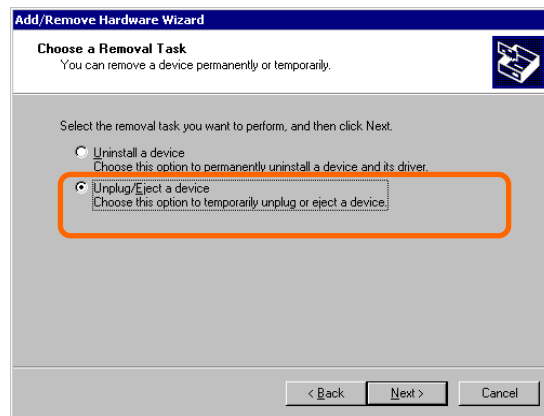 Add/Remove Hardware Wizard
Choose a Removal Task
You can remove a device permanently or temporarily.
Select the removal task you want to perform, and then click Next.
Uninstall a device
Choose this option to permanently uninstall a device and its driver.
Unplug/Eject a device
Choose this option to temporarily unplug or eject a device.
< Back Next > Cancel